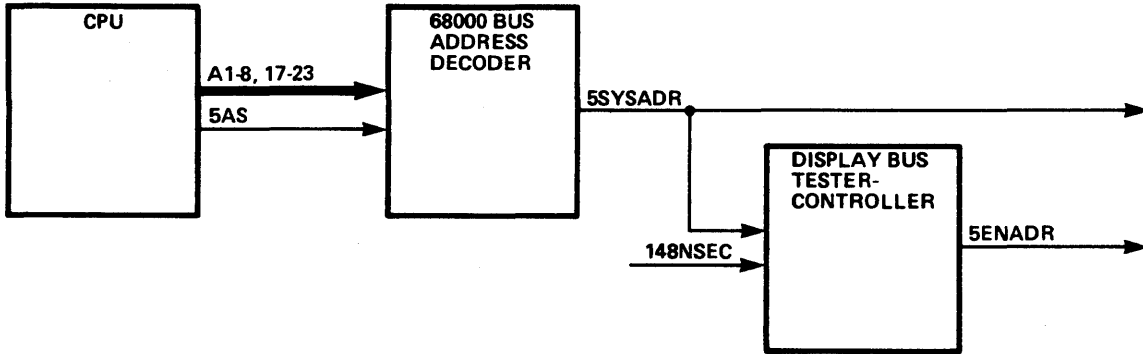 CPU
68000 BUS
ADDRESS
DECODER
A1-8, 17-23
5AS
5SYSADR
DISPLAY BUS
TESTER-
CONTROLLER
148NSEC
5ENADR